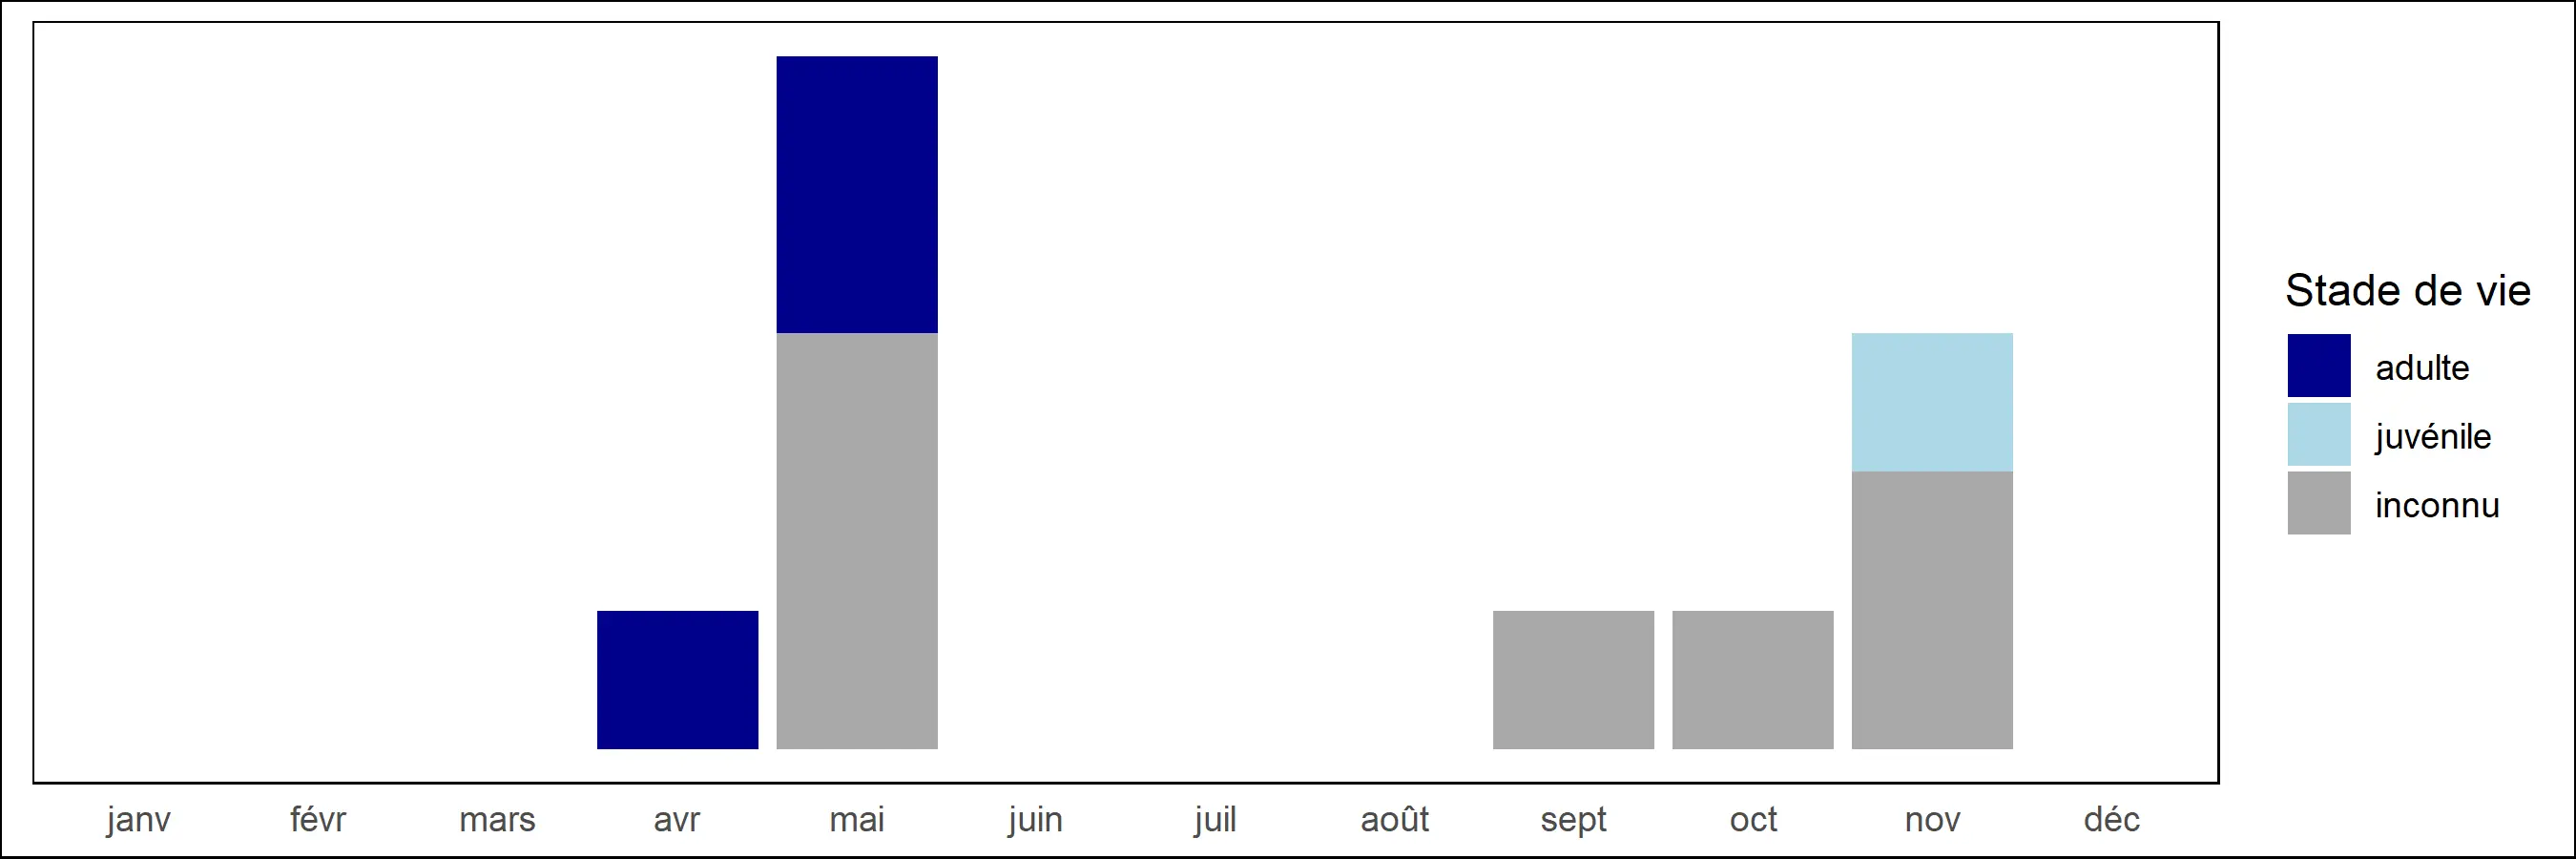 Stade de vie
adulte
juvénile
inconnu
janv févr mars avr mai juin juil août sept oct nov déc